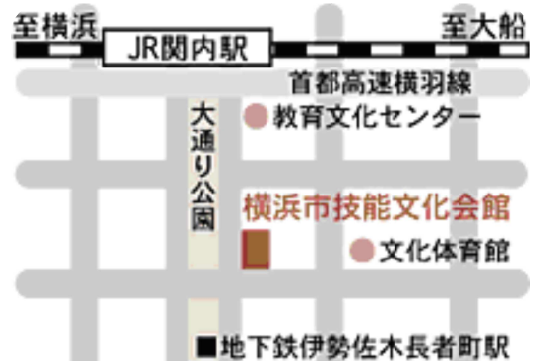 至横浜
至大船
JR関内駅
首都高速横羽線
大通り公園
教育文化センター
横浜市技能文化会館
文化体育館
地下鉄伊勢佐木長者町駅